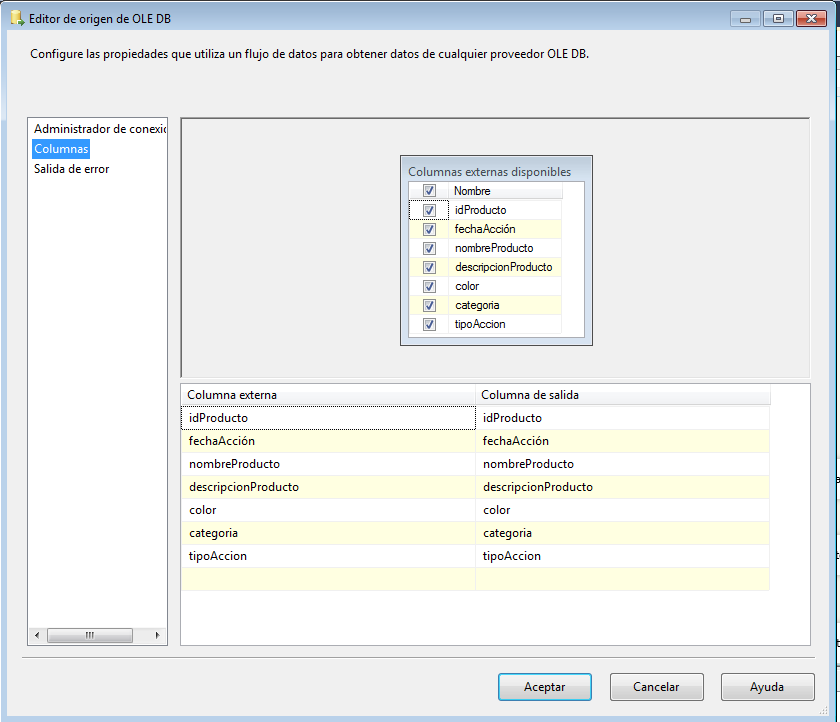 Editor de origen de OLE DB
Configure las propiedades que utiliza un flujo de datos para obtener datos de cualquier proveedor OLE DB.
Administrador de conexi
Columnas
Salida de error
Columnas externas disponibles
Nombre
idProducto
fechaAcción
nombreProducto
descripcionProducto
color
categoria
tipoAccion
Columna externa Columna de salida
idProducto idProducto
fechaAcción fechaAcción
nombreProducto nombreProducto
descripcionProducto descripcionProducto
color color
categoria categoria
tipoAccion tipoAccion
Aceptar Cancelar Ayuda